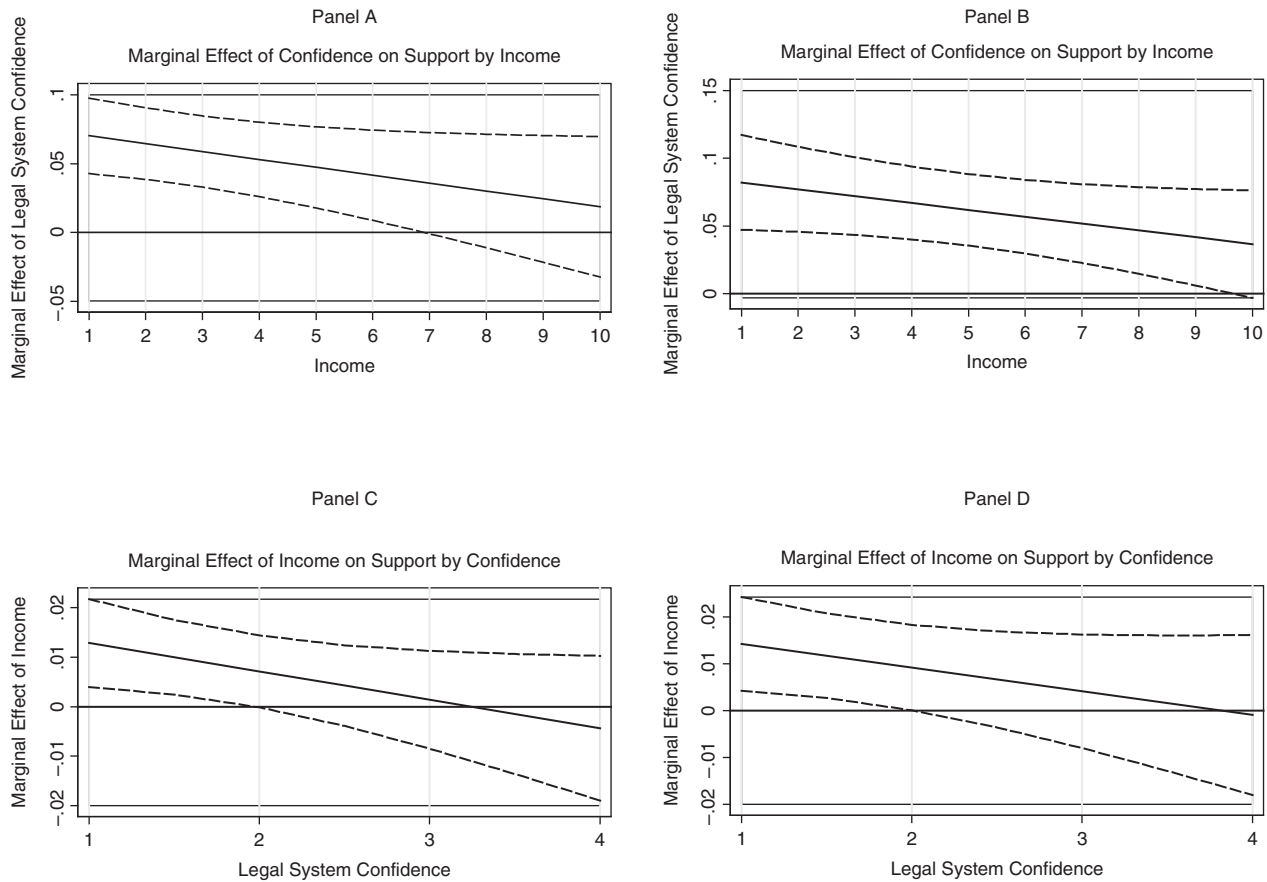 Panel A
Marginal Effect of Confidence on Support by Income
Marginal Effect of Legal System Confidence
.1
.05
0
−.05
1 2 3 4 5 6 7 8 9 10
Income
Panel B
Marginal Effect of Confidence on Support by Income
Marginal Effect of Legal System Confidence
.15
.1
.05
0
1 2 3 4 5 6 7 8 9 10
Income
Panel C
Marginal Effect of Income on Support by Confidence
Marginal Effect of Income
.02
.01
0
−.01
−.02
1 2 3 4
Legal System Confidence
Panel D
Marginal Effect of Income on Support by Confidence
Marginal Effect of Income
.02
.01
0
−.01
−.02
1 2 3 4
Legal System Confidence